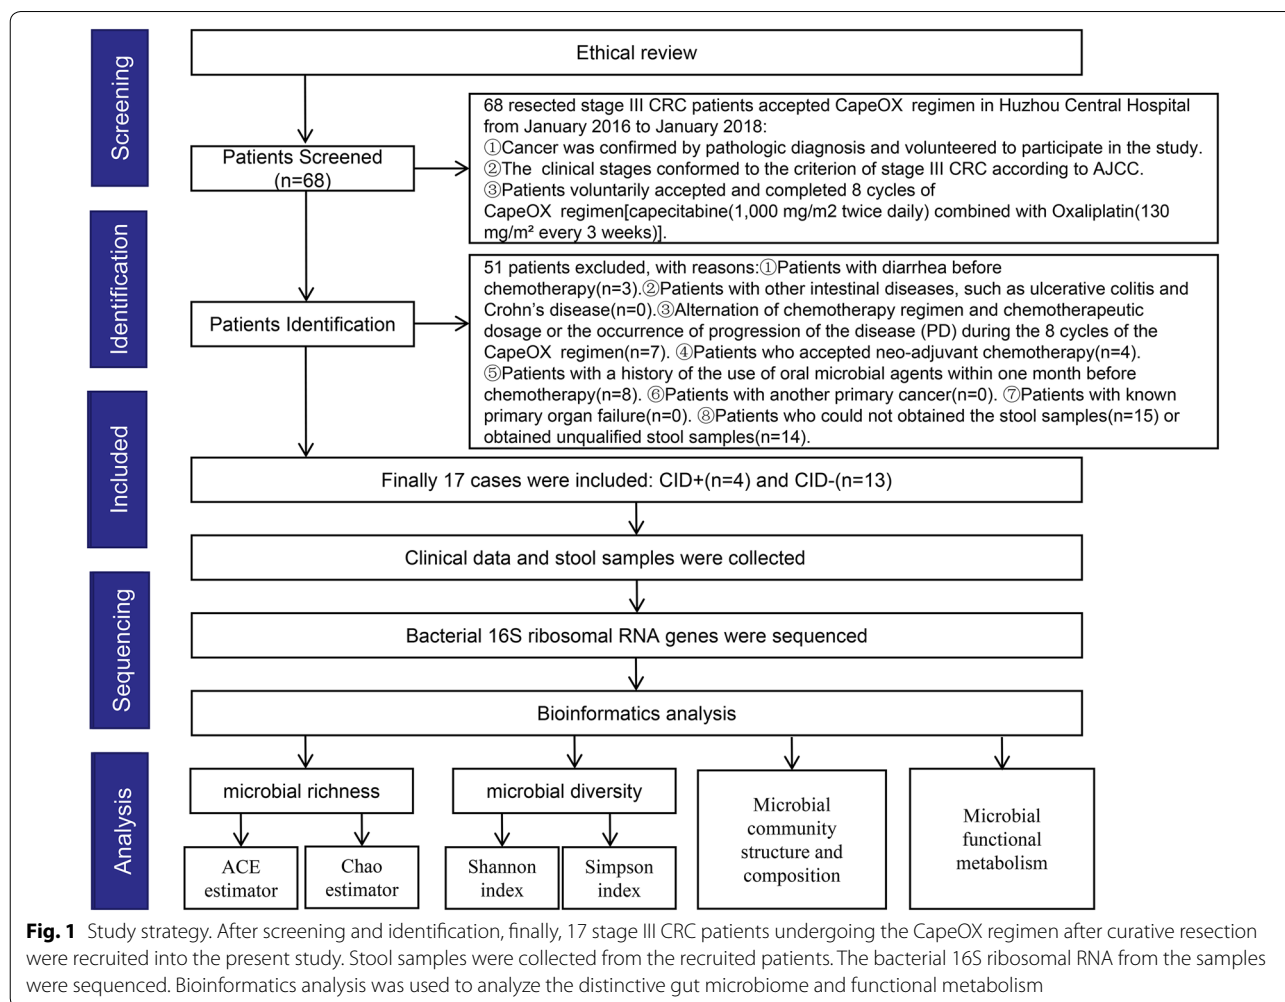 Screening
Ethical review
Patients Screened
(n=68)
68 resected stage III CRC patients accepted CapeOX regimen in Huzhou Central Hospital
from January 2016 to January 2018:
①Cancer was confirmed by pathologic diagnosis and volunteered to participate in the study.
②The clinical stages conformed to the criterion of stage III CRC according to AJCC.
③Patients voluntarily accepted and completed 8 cycles of
CapeOX regimen[capecitabine(1,000 mg/m2 twice daily) combined with Oxaliplatin(130
mg/m² every 3 weeks)].
Identification
Patients Identification
51 patients excluded, with reasons:①Patients with diarrhea before
chemotherapy(n=3).②Patients with other intestinal diseases, such as ulcerative colitis and
Crohn’s disease(n=0).③Alternation of chemotherapy regimen and chemotherapeutic
dosage or the occurrence of progression of the disease (PD) during the 8 cycles of the
CapeOX regimen(n=7). ④Patients who accepted neo-adjuvant chemotherapy(n=4).
⑤Patients with a history of the use of oral microbial agents within one month before
chemotherapy(n=8). ⑥Patients with another primary cancer(n=0). ⑦Patients with known
primary organ failure(n=0). ⑧Patients who could not obtained the stool samples(n=15) or
obtained unqualified stool samples(n=14).
Included
Finally 17 cases were included: CID+(n=4) and CID-(n=13)
Clinical data and stool samples were collected
Sequencing
Bacterial 16S ribosomal RNA genes were sequenced
Bioinformatics analysis
Analysis
microbial richness
microbial diversity
ACE
estimator
Chao
estimator
Shannon
index
Simpson
index
Microbial
community
structure and
composition
Microbial
functional
metabolism
Fig. 1 Study strategy. After screening and identification, finally, 17 stage III CRC patients undergoing the CapeOX regimen after curative resection
were recruited into the present study. Stool samples were collected from the recruited patients. The bacterial 16S ribosomal RNA from the samples
were sequenced. Bioinformatics analysis was used to analyze the distinctive gut microbiome and functional metabolism